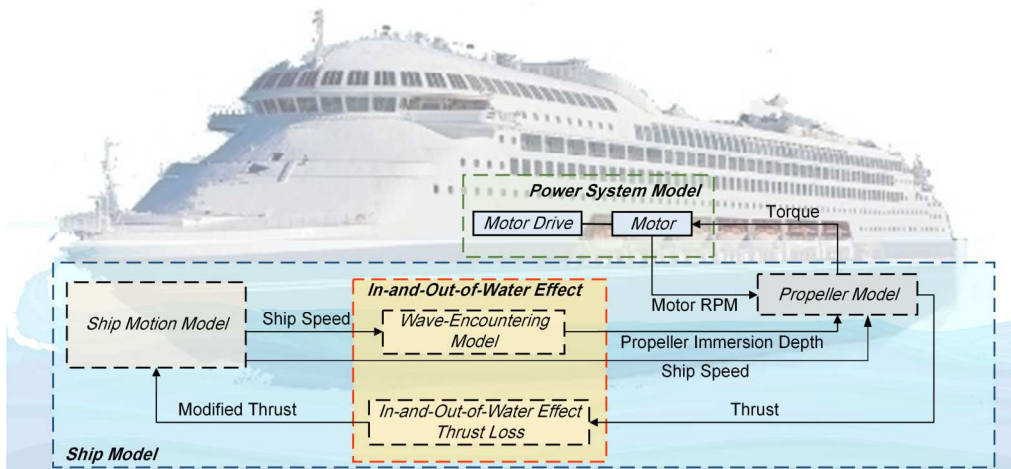 Power System Model
Motor Drive
Motor
Torque
In-and-Out-of-Water Effect
Motor RPM
Propeller Model
Ship Motion Model
Ship Speed
Wave-Encountering
Model
Propeller Immersion Depth
Ship Speed
Modified Thrust
In-and-Out-of-Water Effect
Thrust Loss
Thrust
Ship Model